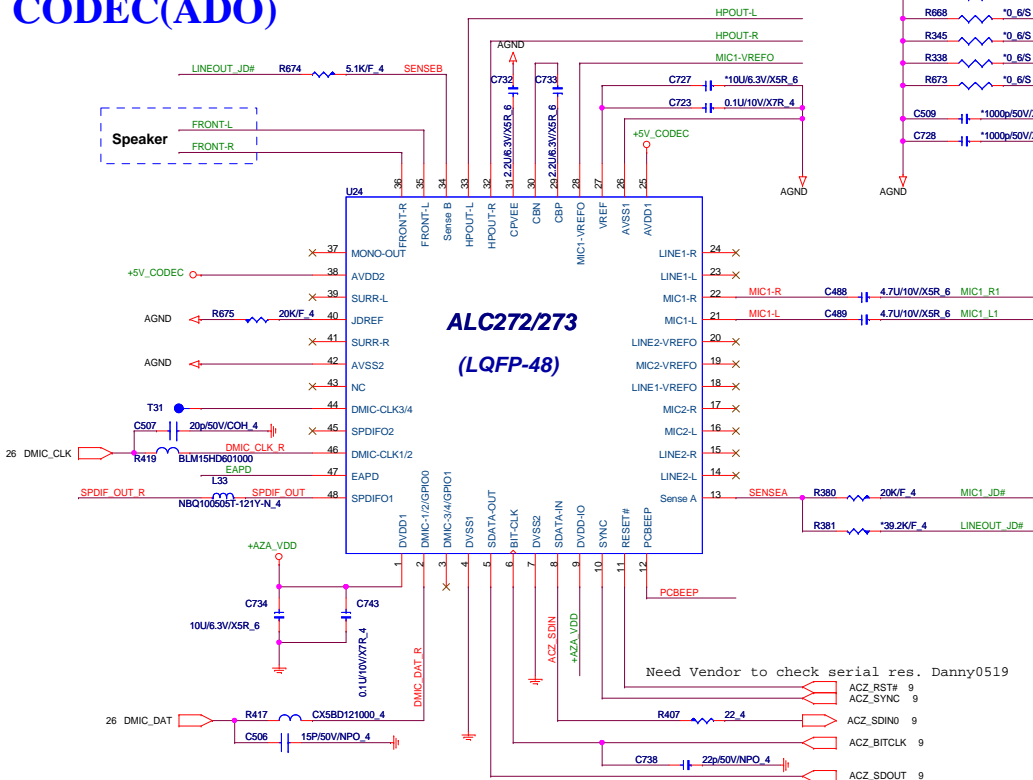 CODEC(ADO)
HPOUT-L
HPOUT-R
MIC1-VREFO
AGND
R668 *0_6/S
R345 *0_6/S
R338 *0_6/S
R673 *0_6/S
C509 *1000p/50V/
C728 *1000p/50V/
AGND
LINEOUT_JD# R674 5.1K/F_4 SENSEB
C732
2.2U/6.3V/X5R_6
C733
2.2U/6.3V/X5R_6
C727 *10U/6.3V/X5R_6
C723 0.1U/10V/X7R_4
+5V_CODEC
AGND
Speaker
FRONT-L
FRONT-R
U24
36 35 34 33 32 31 30 29 28 27 26 25
FRONT-R
FRONT-L
Sense B
HPOUT-L
HPOUT-R
CPVEE
CBN
CBP
MIC1-VREFO
VREF
AVSS1
AVDD1
ALC272/273
(LQFP-48)
37 MONO-OUT
+5V_CODEC 38 AVDD2
39 SURR-L
AGND R675 20K/F_4 40 JDREF
41 SURR-R
AGND 42 AVSS2
43 NC
T31 44 DMIC-CLK3/4
C507 20p/50V/COH_4 45 SPDIFO2
26 DMIC_CLK R419 BLM15HD601000 DMIC_CLK_R 46 DMIC-CLK1/2
EAPD 47 EAPD
SPDIF_OUT_R L33 NBQ100505T-121Y-N_4 SPDIF_OUT 48 SPDIFO1
LINE1-R 24
LINE1-L 23
MIC1-R 22 MIC1-R C488 4.7U/10V/X5R_6 MIC1_R1
MIC1-L 21 MIC1-L C489 4.7U/10V/X5R_6 MIC1_L1
LINE2-VREFO 20
MIC2-VREFO 19
LINE1-VREFO 18
MIC2-R 17
MIC2-L 16
LINE2-R 15
LINE2-L 14
Sense A 13 SENSEA R380 20K/F_4 MIC1_JD#
R381 *39.2K/F_4 LINEOUT_JD#
DVDD1
DMIC-1/2/GPIO0
DMIC-3/4/GPIO1
DVSS1
SDATA-OUT
BIT-CLK
DVSS2
SDATA-IN
DVDD-IO
SYNC
RESET#
PCBEEP
1 2 3 4 5 6 7 8 9 10 11 12
+AZA_VDD
C734
10U/6.3V/X5R_6
C743
0.1U/10V/X7R_4
DMIC_DAT_R
ACZ_SDIN
+AZA_VDD
PCBEEP
Need Vendor to check serial res. Danny0519
ACZ_RST# 9
ACZ_SYNC 9
R407 22_4 ACZ_SDIN0 9
ACZ_BITCLK 9
C738 22p/50V/NPO_4
ACZ_SDOUT 9
26 DMIC_DAT R417 CX5BD121000_4
C506 15P/50V/NPO_4